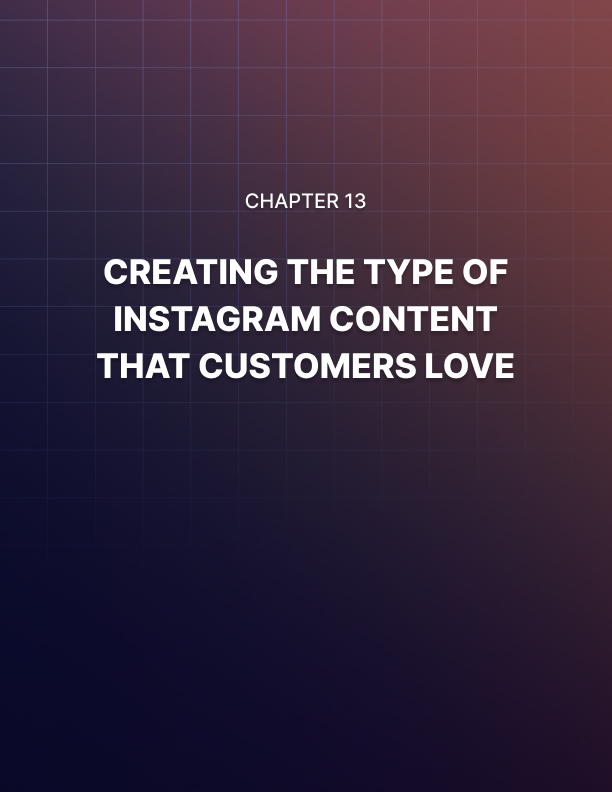 CHAPTER 13
CREATING THE TYPE OF
INSTAGRAM CONTENT
THAT CUSTOMERS LOVE